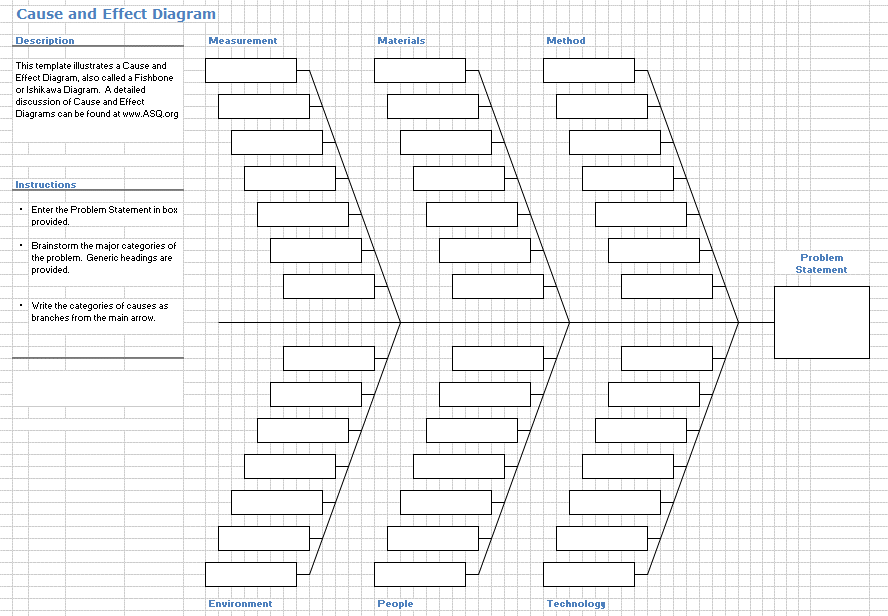 Cause and Effect Diagram
Description
This template illustrates a Cause and
Effect Diagram, also called a Fishbone
or Ishikawa Diagram. A detailed
discussion of Cause and Effect
Diagrams can be found at www.ASQ.org
Instructions
• Enter the Problem Statement in box
provided.
• Brainstorm the major categories of
the problem. Generic headings are
provided.
• Write the categories of causes as
branches from the main arrow.
Measurement
Materials
Method
Problem
Statement
Environment
People
Technology